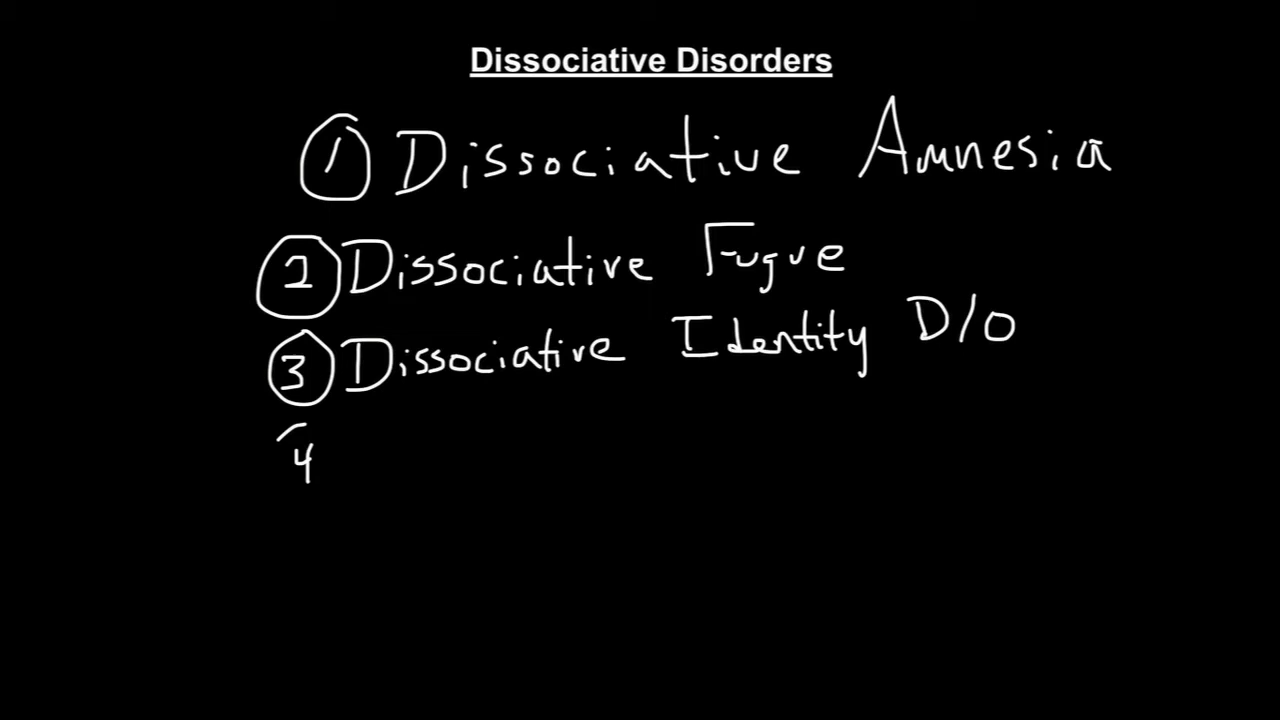 Dissociative Disorders
1 Dissociative Amnesia
2 Dissociative Fugue
3 Dissociative Identity D/O
4